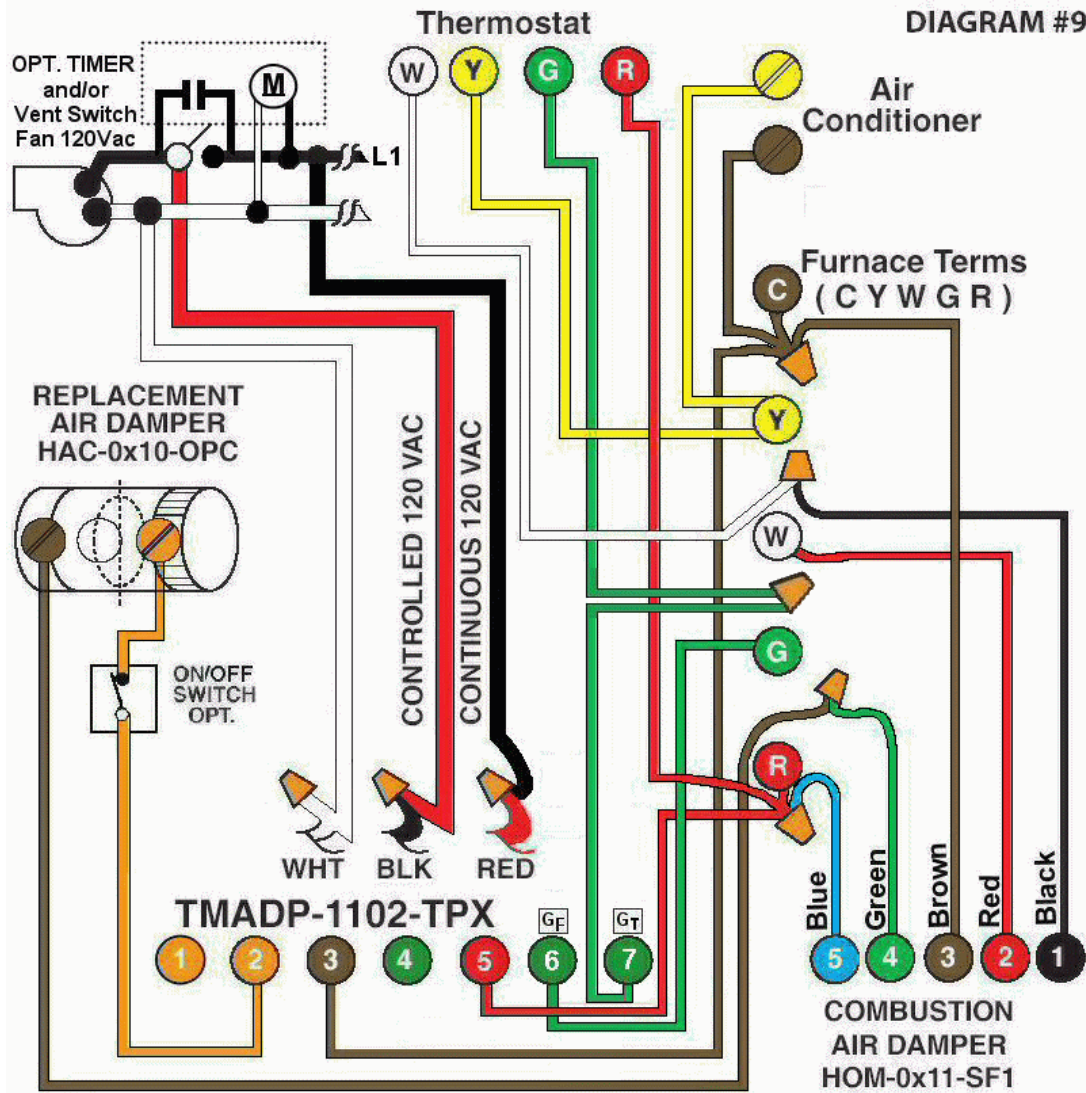 Thermostat
DIAGRAM #9
OPT. TIMER
and/or
Vent Switch
Fan 120Vac
M
L1
W
Y
G
R
Air
Conditioner
Furnace Terms
( C Y W G R )
C
Y
W
G
R
REPLACEMENT
AIR DAMPER
HAC-0x10-OPC
CONTROLLED 120 VAC
CONTINUOUS 120 VAC
ON/OFF
SWITCH
OPT.
WHT
BLK
RED
TMADP-1102-TPX
GF
GT
1
2
3
4
5
6
7
Blue
Green
Brown
Red
Black
5
4
3
2
1
COMBUSTION
AIR DAMPER
HOM-0x11-SF1